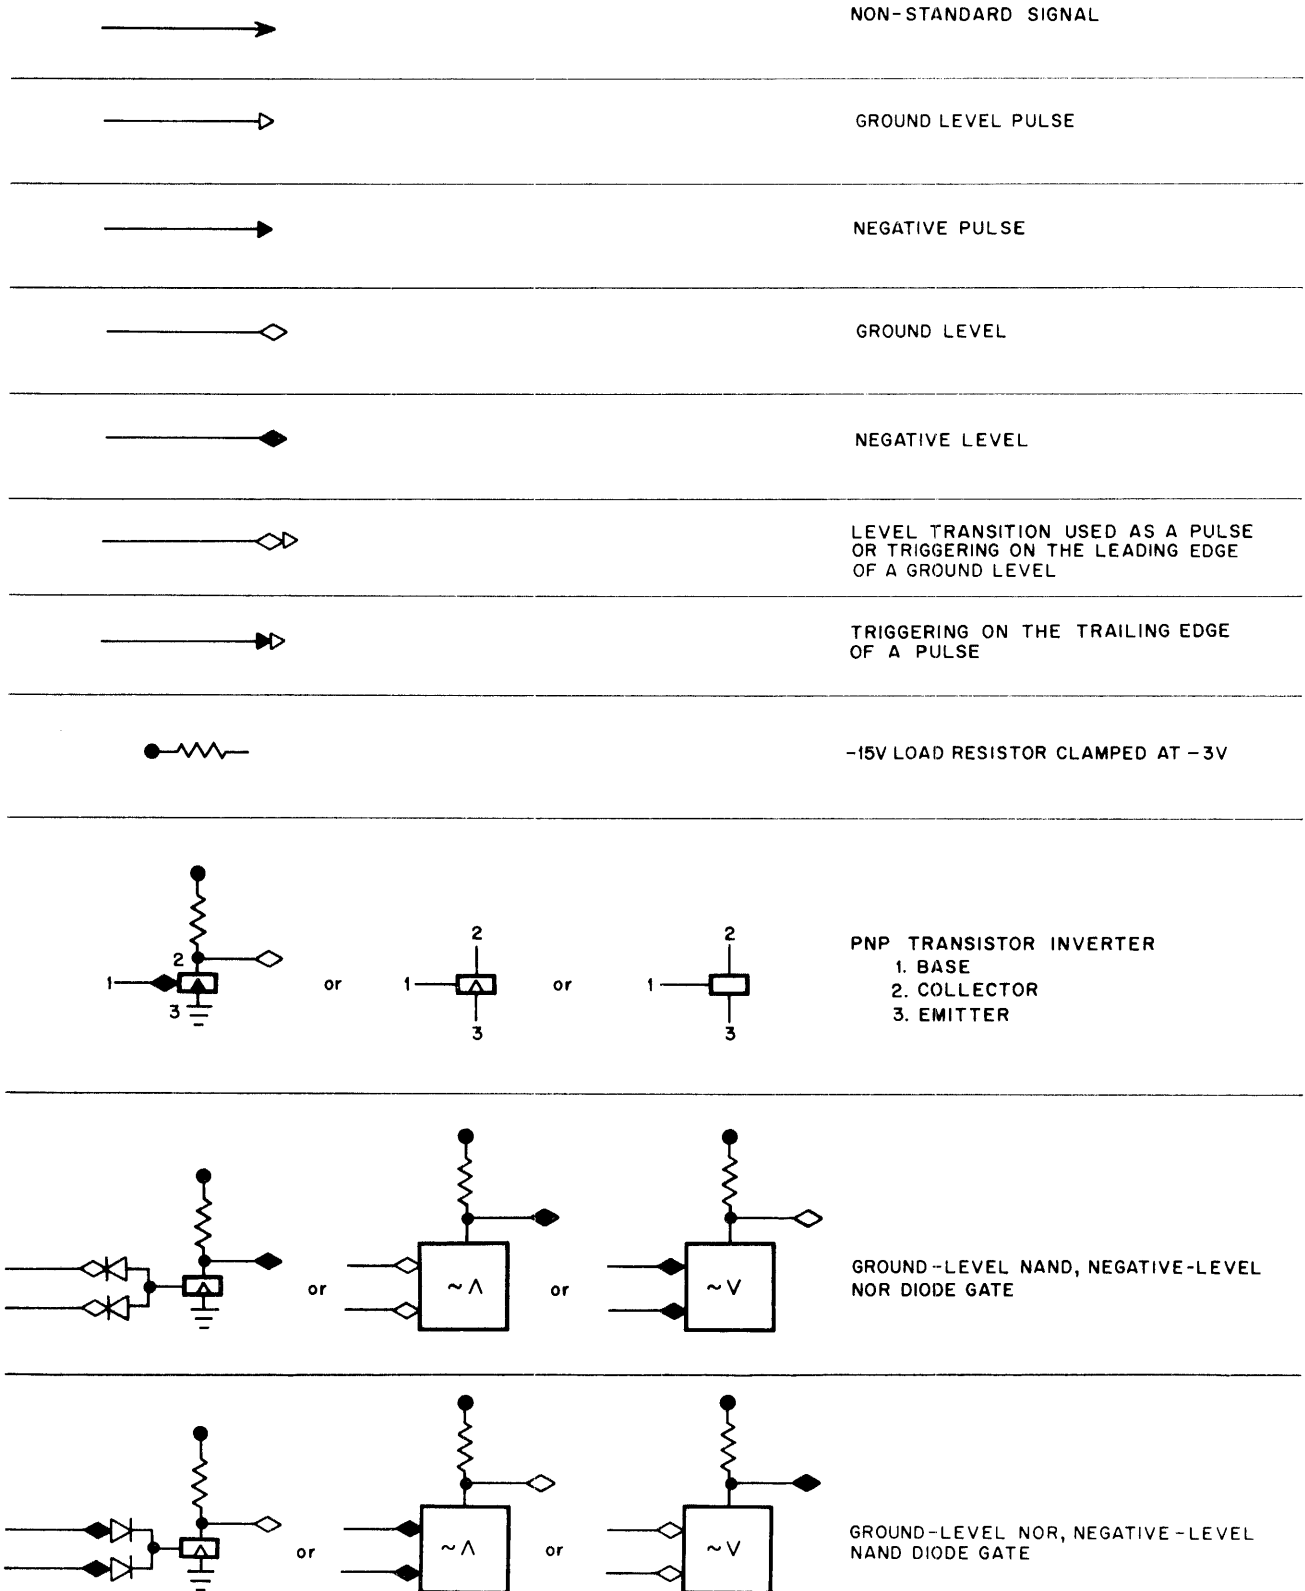 NON-STANDARD SIGNAL
GROUND LEVEL PULSE
NEGATIVE PULSE
GROUND LEVEL
NEGATIVE LEVEL
LEVEL TRANSITION USED AS A PULSE
OR TRIGGERING ON THE LEADING EDGE
OF A GROUND LEVEL
TRIGGERING ON THE TRAILING EDGE
OF A PULSE
-15V LOAD RESISTOR CLAMPED AT -3V
2
1
3
or
2
1
3
or
2
1
3
PNP TRANSISTOR INVERTER
1. BASE
2. COLLECTOR
3. EMITTER
or
~ Λ
or
~ V
GROUND-LEVEL NAND, NEGATIVE-LEVEL
NOR DIODE GATE
or
~ Λ
or
~ V
GROUND-LEVEL NOR, NEGATIVE-LEVEL
NAND DIODE GATE